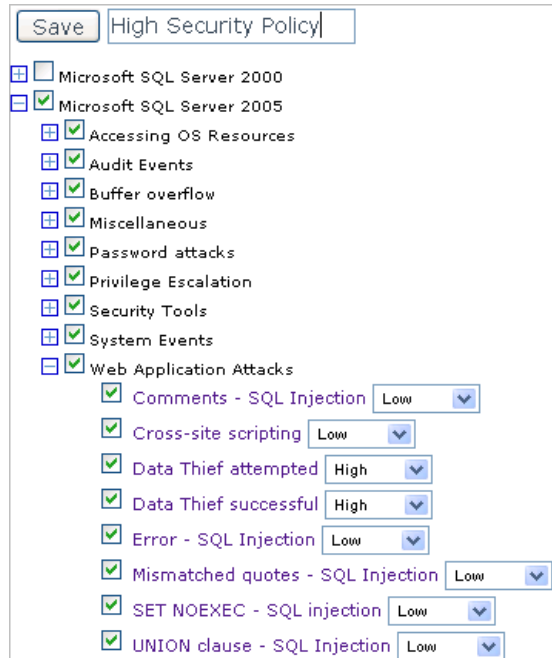 Save High Security Policy
Microsoft SQL Server 2000
Microsoft SQL Server 2005
Accessing OS Resources
Audit Events
Buffer overflow
Miscellaneous
Password attacks
Privilege Escalation
Security Tools
System Events
Web Application Attacks
Comments - SQL Injection Low
Cross-site scripting Low
Data Thief attempted High
Data Thief successful High
Error - SQL Injection Low
Mismatched quotes - SQL Injection Low
SET NOEXEC - SQL injection Low
UNION clause - SQL Injection Low